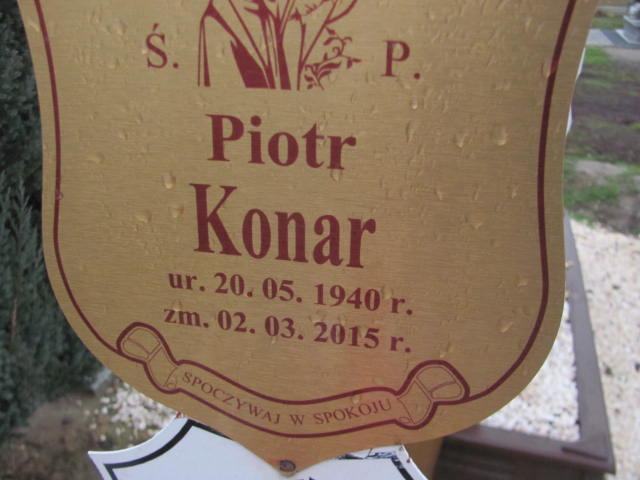 Ś. P.
Piotr
Konar
ur. 20. 05. 1940 r.
zm. 02. 03. 2015 r.
SPOCZYWAJ W SPOKOJU